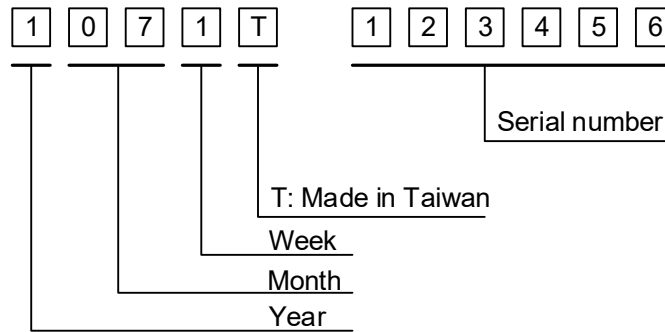 1 0 7 1 T 1 2 3 4 5 6
Serial number
T: Made in Taiwan
Week
Month
Year